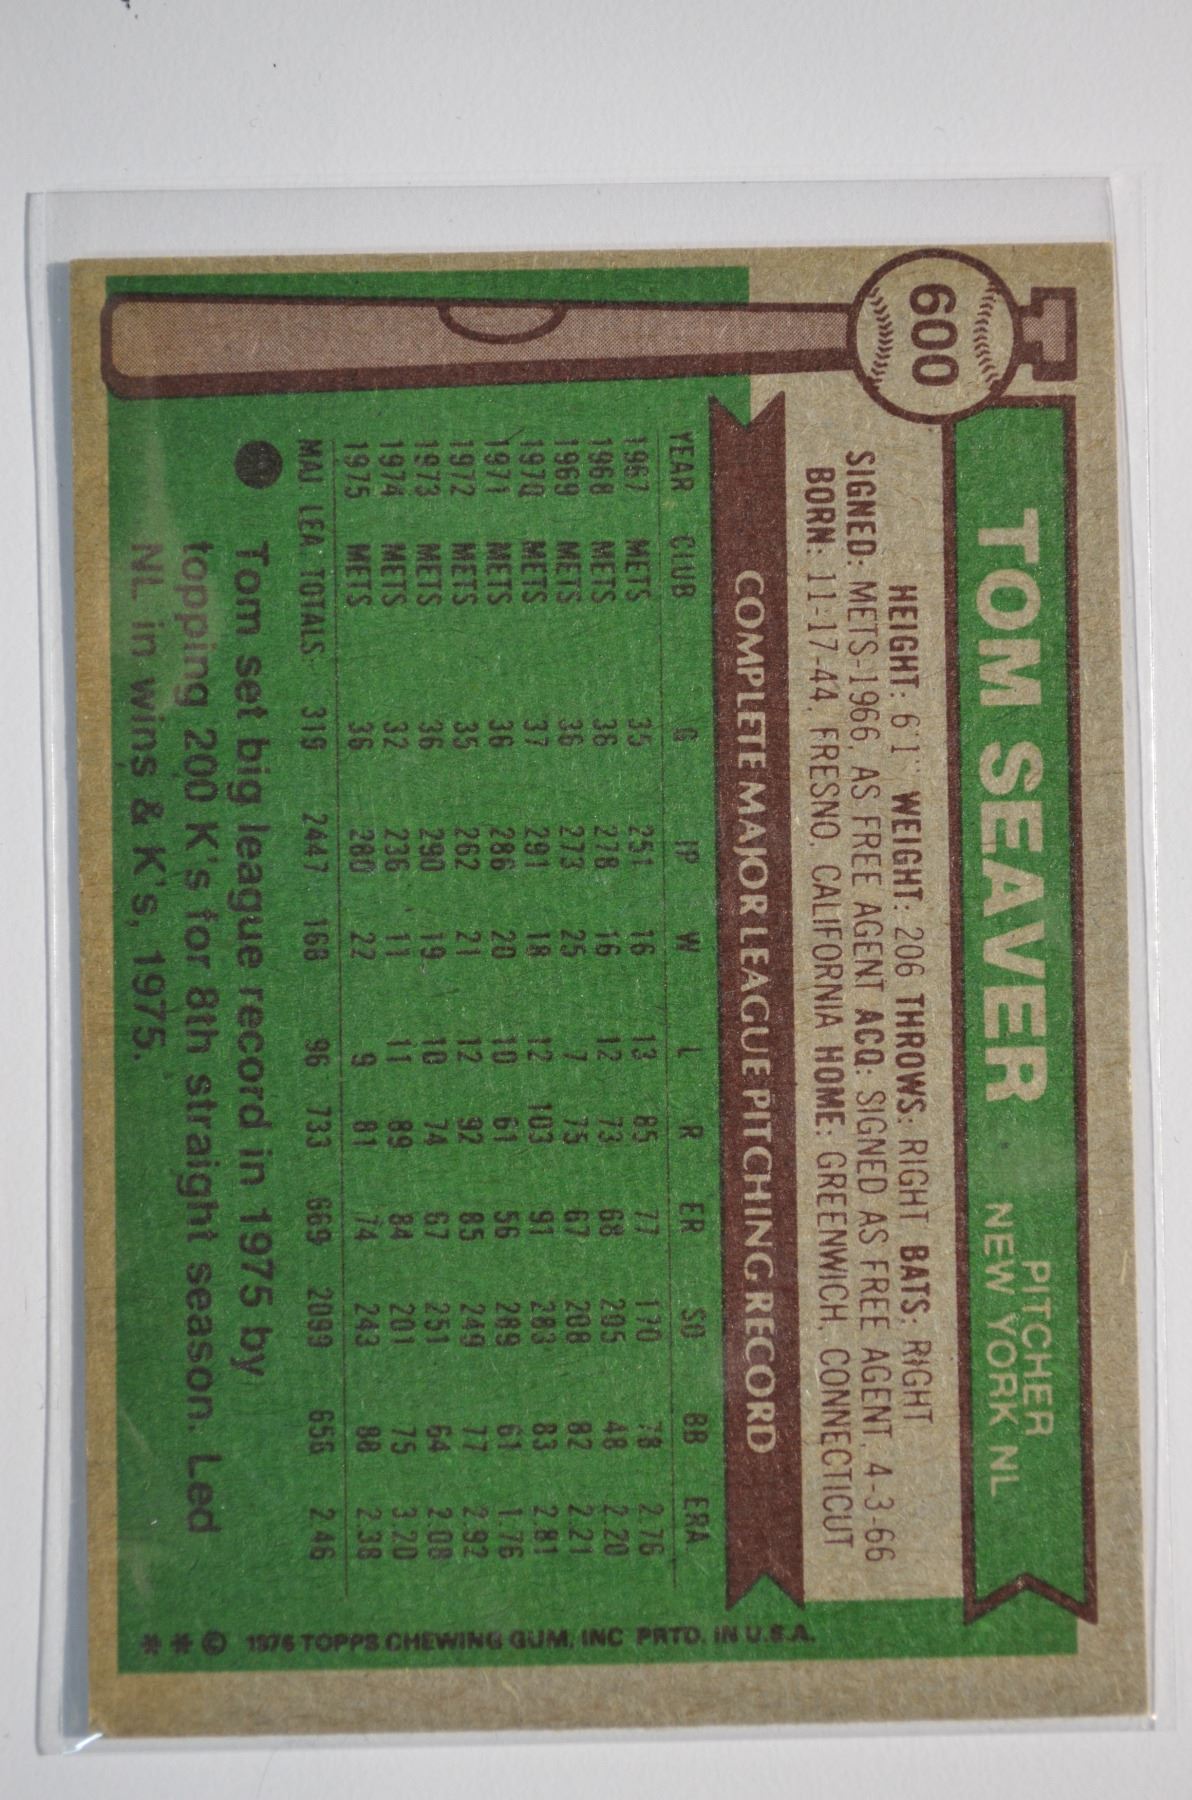 600
TOM SEAVER
PITCHER
NEW YORK NL
HEIGHT: 6'1" WEIGHT: 206 THROWS: RIGHT BATS: RIGHT
SIGNED: METS-1966, AS FREE AGENT ACQ: SIGNED AS FREE AGENT, 4-3-66
BORN: 11-17-44, FRESNO, CALIFORNIA HOME: GREENWICH, CONNECTICUT
COMPLETE MAJOR LEAGUE PITCHING RECORD
YEAR CLUB G IP W L R ER SO BB ERA
1967 METS 35 251 16 13 85 77 170 78 2.76
1968 METS 36 278 16 12 73 68 205 48 2.20
1969 METS 36 273 25 7 75 67 208 82 2.21
1970 METS 37 291 18 12 103 91 283 83 2.81
1971 METS 36 286 20 10 61 56 289 61 1.76
1972 METS 35 262 21 12 92 85 249 77 2.92
1973 METS 36 290 19 10 74 67 251 64 2.08
1974 METS 32 236 11 11 89 84 201 75 3.20
1975 METS 36 280 22 9 81 74 243 88 2.38
MAJ. LEA. TOTALS 319 2447 168 96 733 669 2099 656 2.46
● Tom set big league record in 1975 by
topping 200 K's for 8th straight season. Led
NL in wins & K's, 1975.
** © 1976 TOPPS CHEWING GUM, INC PRTD. IN U.S.A.